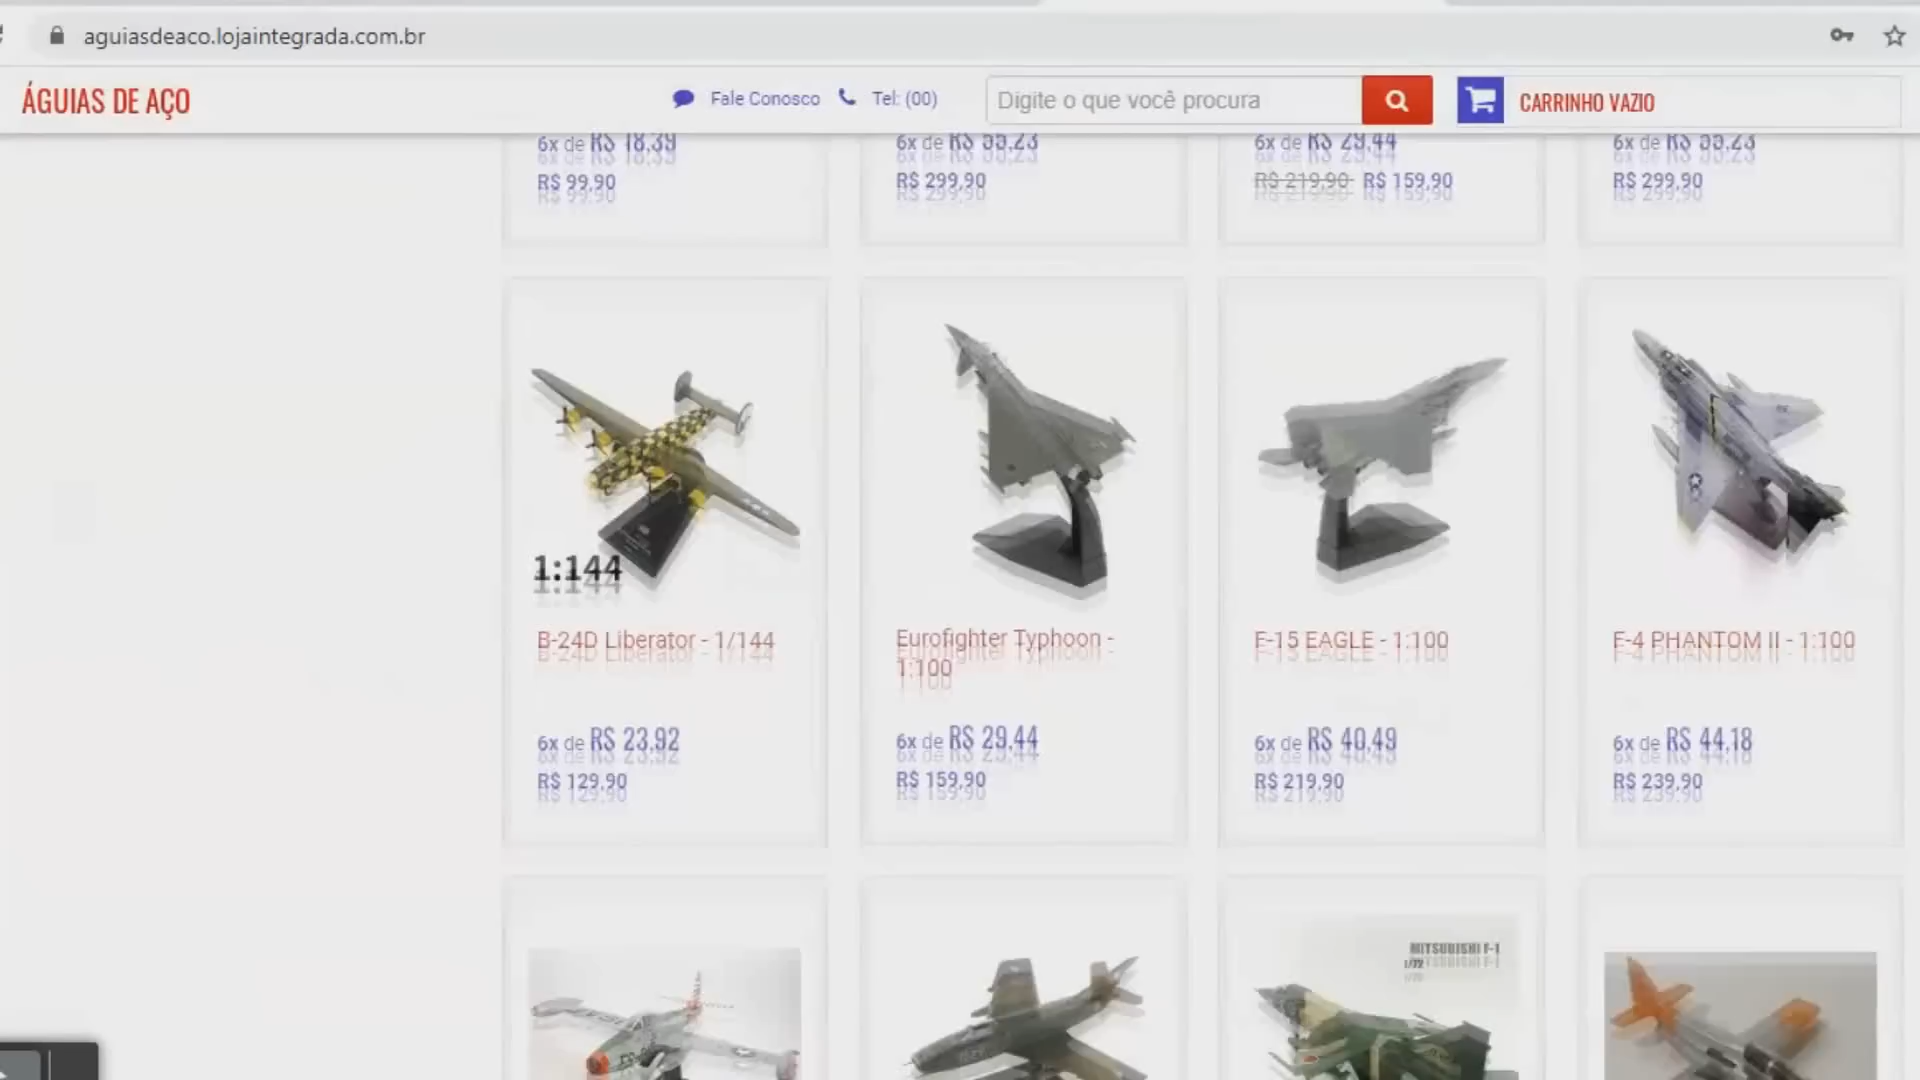 aguiasdeaco.lojaintegrada.com.br
ÁGUIAS DE AÇO
Fale Conosco
Tel: (00)
Digite o que você procura
CARRINHO VAZIO
6x de R$ 18,39
R$ 99,90
6x de R$ 55,23
R$ 299,90
6x de R$ 29,44
R$ 219,90 R$ 159,90
6x de R$ 55,23
R$ 299,90
1:144
B-24D Liberator - 1/144
6x de R$ 23,92
R$ 129,90
Eurofighter Typhoon -
1:100
6x de R$ 29,44
R$ 159,90
F-15 EAGLE - 1:100
6x de R$ 40,49
R$ 219,90
F-4 PHANTOM II - 1:100
6x de R$ 44,18
R$ 239,90
MITSUBISHI F-1
1/72